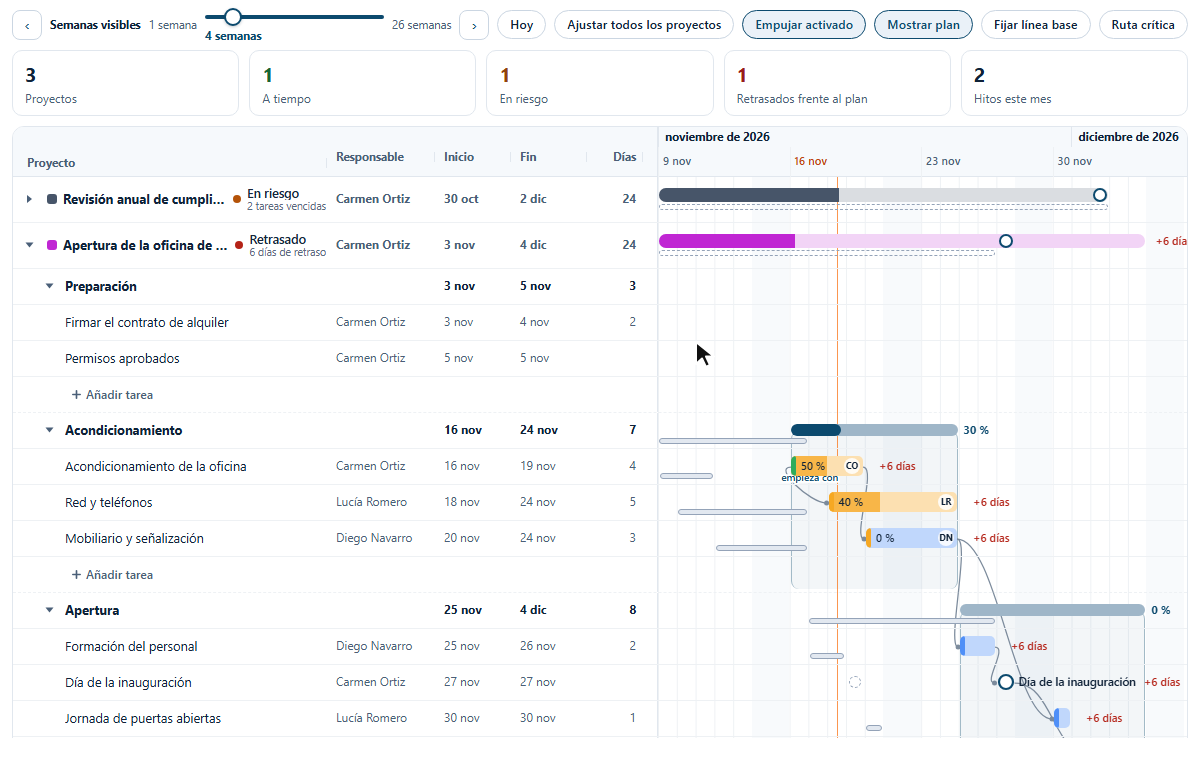 ‹ Semanas visibles 1 semana 4 semanas 26 semanas › Hoy Ajustar todos los proyectos Empujar activado Mostrar plan Fijar línea base Ruta crítica
3
Proyectos
1
A tiempo
1
En riesgo
1
Retrasados frente al plan
2
Hitos este mes
Proyecto Responsable Inicio Fin Días
noviembre de 2026 diciembre de 2026
9 nov 16 nov 23 nov 30 nov
Revisión anual de cumpli... En riesgo Carmen Ortiz 30 oct 2 dic 24
2 tareas vencidas
Apertura de la oficina de ... Retrasado Carmen Ortiz 3 nov 4 dic 24 +6 día
6 días de retraso
Preparación 3 nov 5 nov 3
Firmar el contrato de alquiler Carmen Ortiz 3 nov 4 nov 2
Permisos aprobados Carmen Ortiz 5 nov 5 nov
+ Añadir tarea
Acondicionamiento 16 nov 24 nov 7 30 %
Acondicionamiento de la oficina Carmen Ortiz 16 nov 19 nov 4 50 % CO +6 días
empieza con
Red y teléfonos Lucía Romero 18 nov 24 nov 5 40 % LR +6 días
Mobiliario y señalización Diego Navarro 20 nov 24 nov 3 0 % DN +6 días
+ Añadir tarea
Apertura 25 nov 4 dic 8 0 %
Formación del personal Diego Navarro 25 nov 26 nov 2 +6 días
Día de la inauguración Carmen Ortiz 27 nov 27 nov Día de la inauguración +6 días
Jornada de puertas abiertas Lucía Romero 30 nov 30 nov 1 +6 días